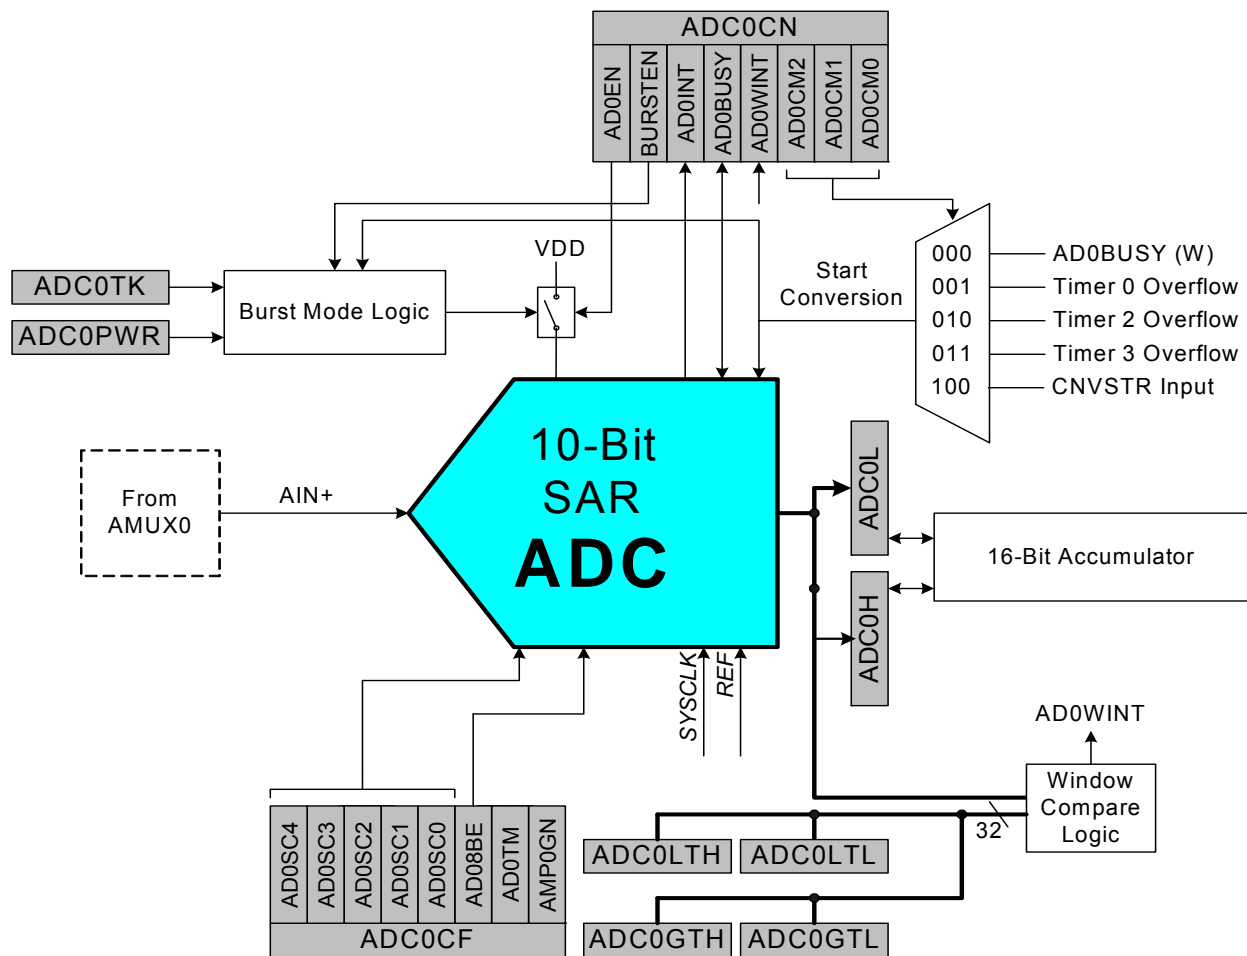 ADC0CN
AD0EN
BURSTEN
AD0INT
AD0BUSY
AD0WINT
AD0CM2
AD0CM1
AD0CM0
VDD
Start
Conversion
000
AD0BUSY (W)
001
Timer 0 Overflow
010
Timer 2 Overflow
011
Timer 3 Overflow
100
CNVSTR Input
ADC0TK
ADC0PWR
Burst Mode Logic
10-Bit
SAR
ADC
From
AMUX0
AIN+
ADC0L
ADC0H
16-Bit Accumulator
SYSCLK
REF
AD0WINT
Window
Compare
Logic
32
AD0SC4
AD0SC3
AD0SC2
AD0SC1
AD0SC0
AD08BE
AD0TM
AMP0GN
ADC0CF
ADC0LTH
ADC0LTL
ADC0GTH
ADC0GTL